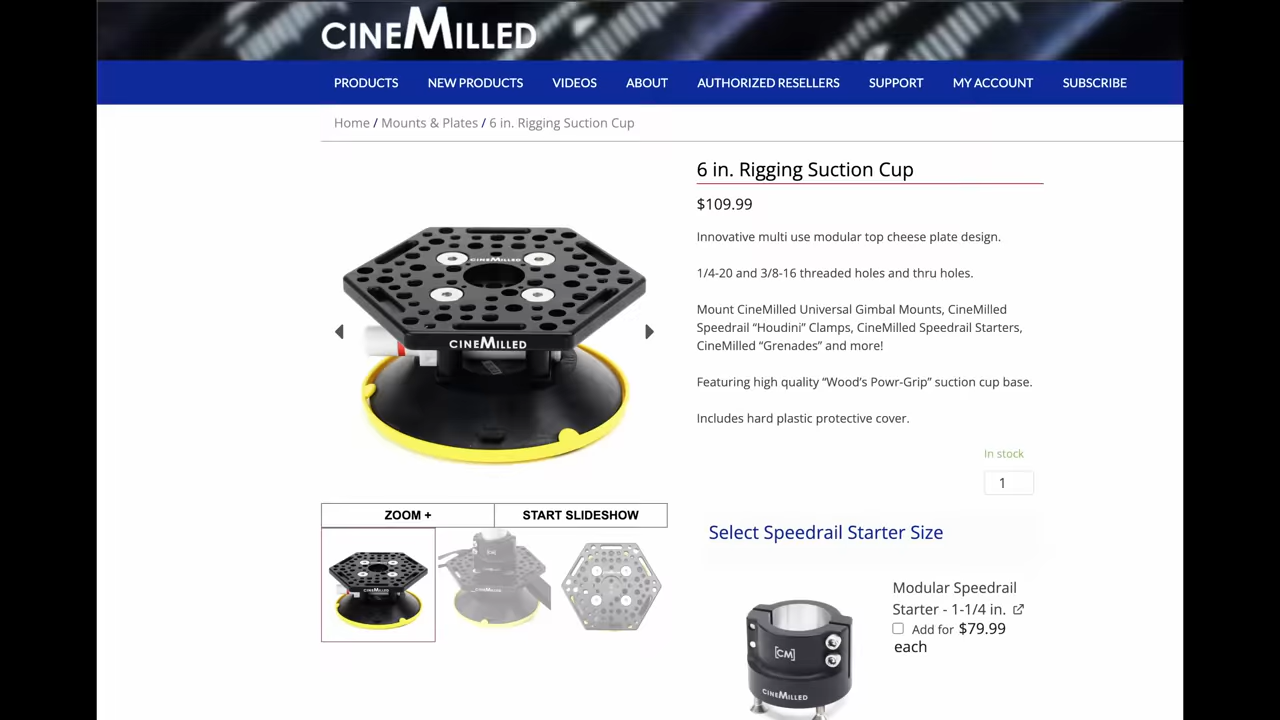 CINEMILLED
PRODUCTS NEW PRODUCTS VIDEOS ABOUT AUTHORIZED RESELLERS SUPPORT MY ACCOUNT SUBSCRIBE
Home / Mounts & Plates / 6 in. Rigging Suction Cup
6 in. Rigging Suction Cup
$109.99
Innovative multi use modular top cheese plate design.
1/4-20 and 3/8-16 threaded holes and thru holes.
Mount CineMilled Universal Gimbal Mounts, CineMilled
Speedrail “Houdini” Clamps, CineMilled Speedrail Starters,
CineMilled “Grenades” and more!
Featuring high quality “Wood’s Powr-Grip” suction cup base.
Includes hard plastic protective cover.
In stock
1
CINEMILLED
CINEMILLED
ZOOM +
START SLIDESHOW
CINEMILLED
[CM]
Select Speedrail Starter Size
[CM]
CINEMILLED
Modular Speedrail
Starter - 1-1/4 in.
Add for $79.99
each